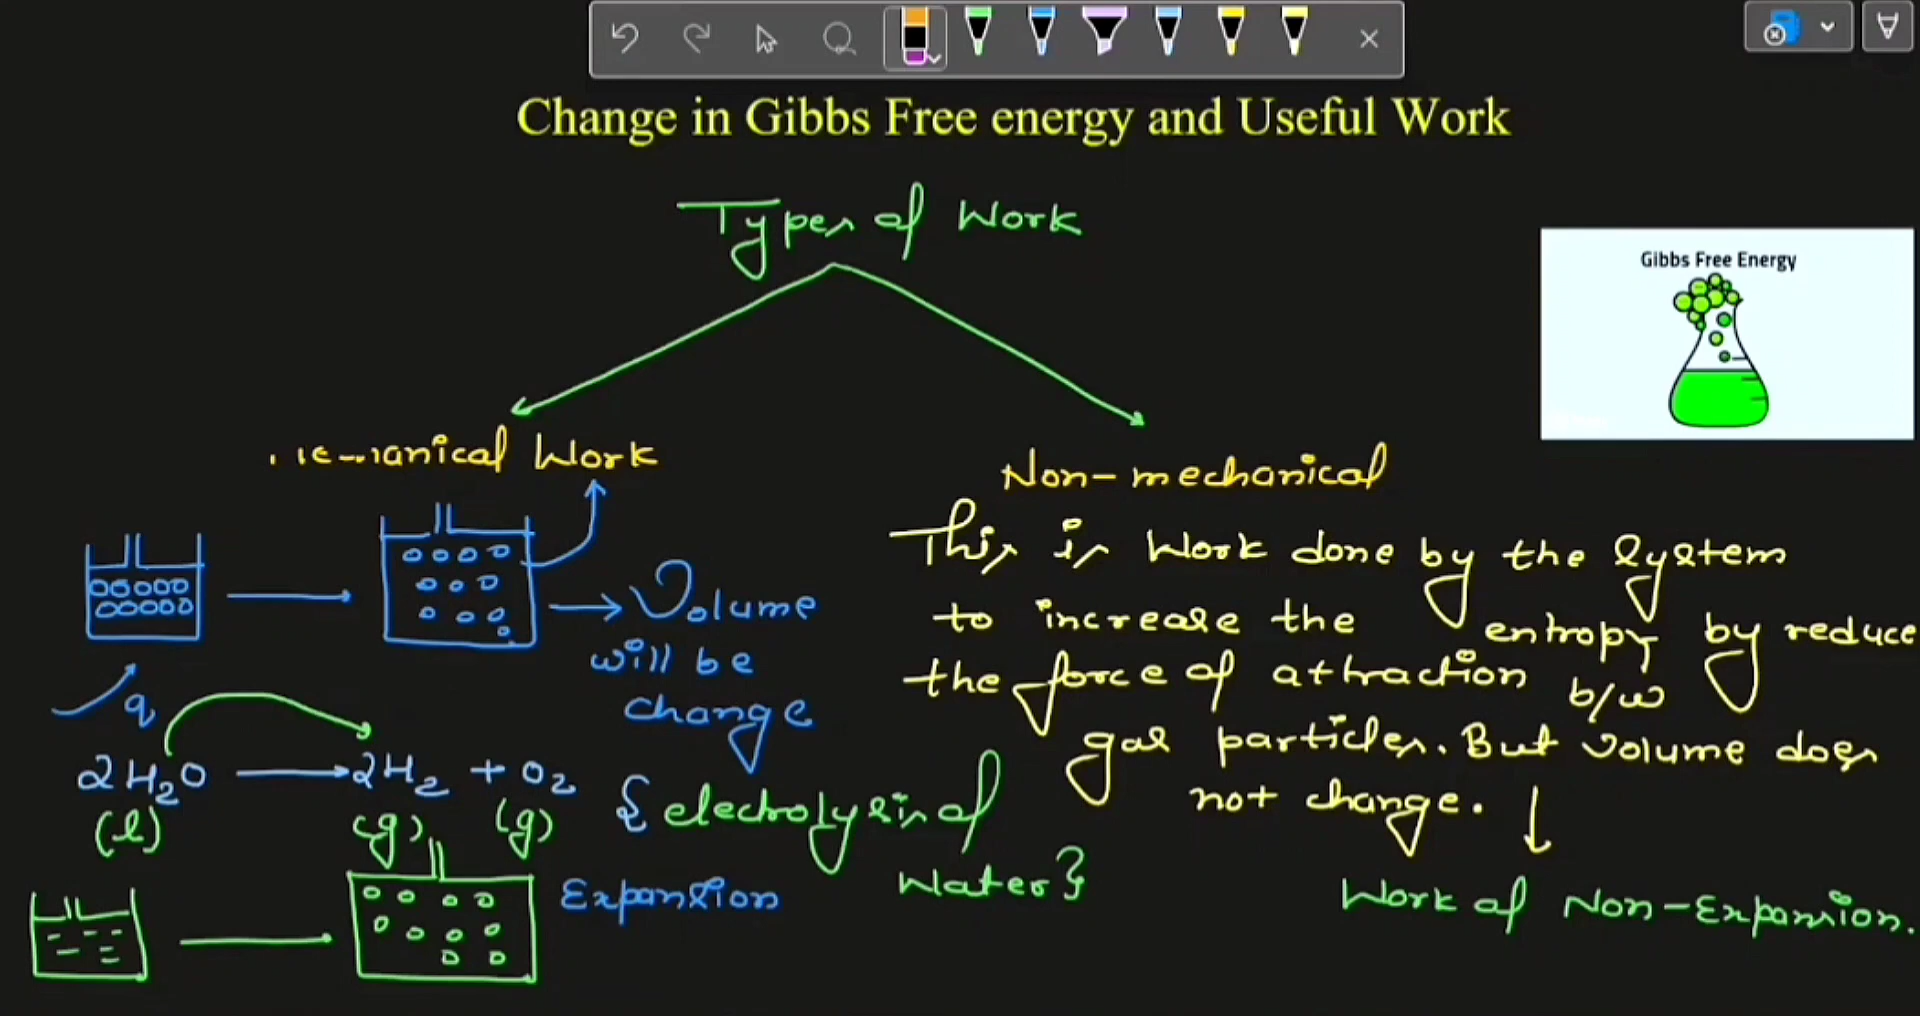 Change in Gibbs Free energy and Useful Work
Types of Work
Gibbs Free Energy
Work
Non-mechanical
This is Work done by the System
to increase the entropy by reduce
the force of attraction b/w
gas particles. But volume does
not change.
Work of Non-Expansion.
Volume
will be
change
q
2H₂O → 2H₂ + O₂
(l) (g) (g)
{electrolysis of
Water}
Expansion